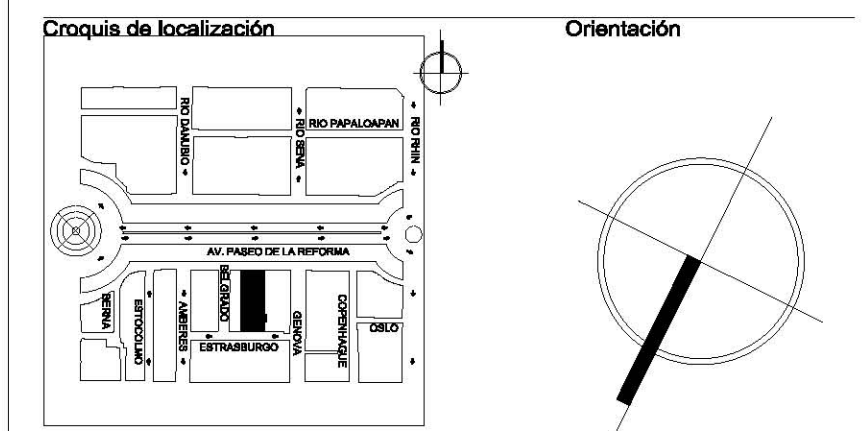 Croquis de localización
Orientación
RIO DANUBIO
RIO SENA
RIO PAPALOAPAN
RIO RHIN
AV. PASEO DE LA REFORMA
BERNA
ESTOCOLMO
AMBERES
BELGRADO
ESTRASBURGO
GENOVA
COPENHAGUE
OSLO